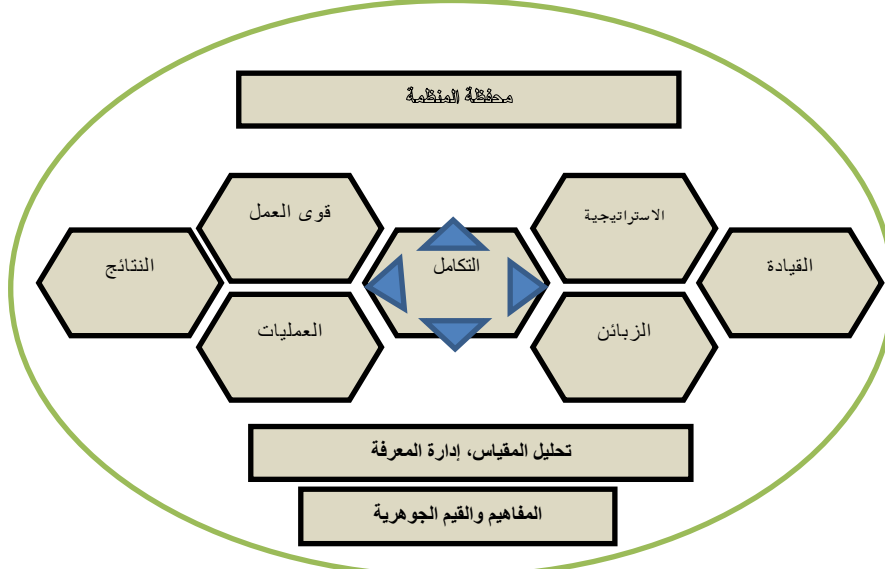 محفظة المنظمة
الاستراتيجية
قوى العمل
القيادة
التكامل
النتائج
الزبائن
العمليات
تحليل المقياس، إدارة المعرفة
المفاهيم والقيم الجوهرية